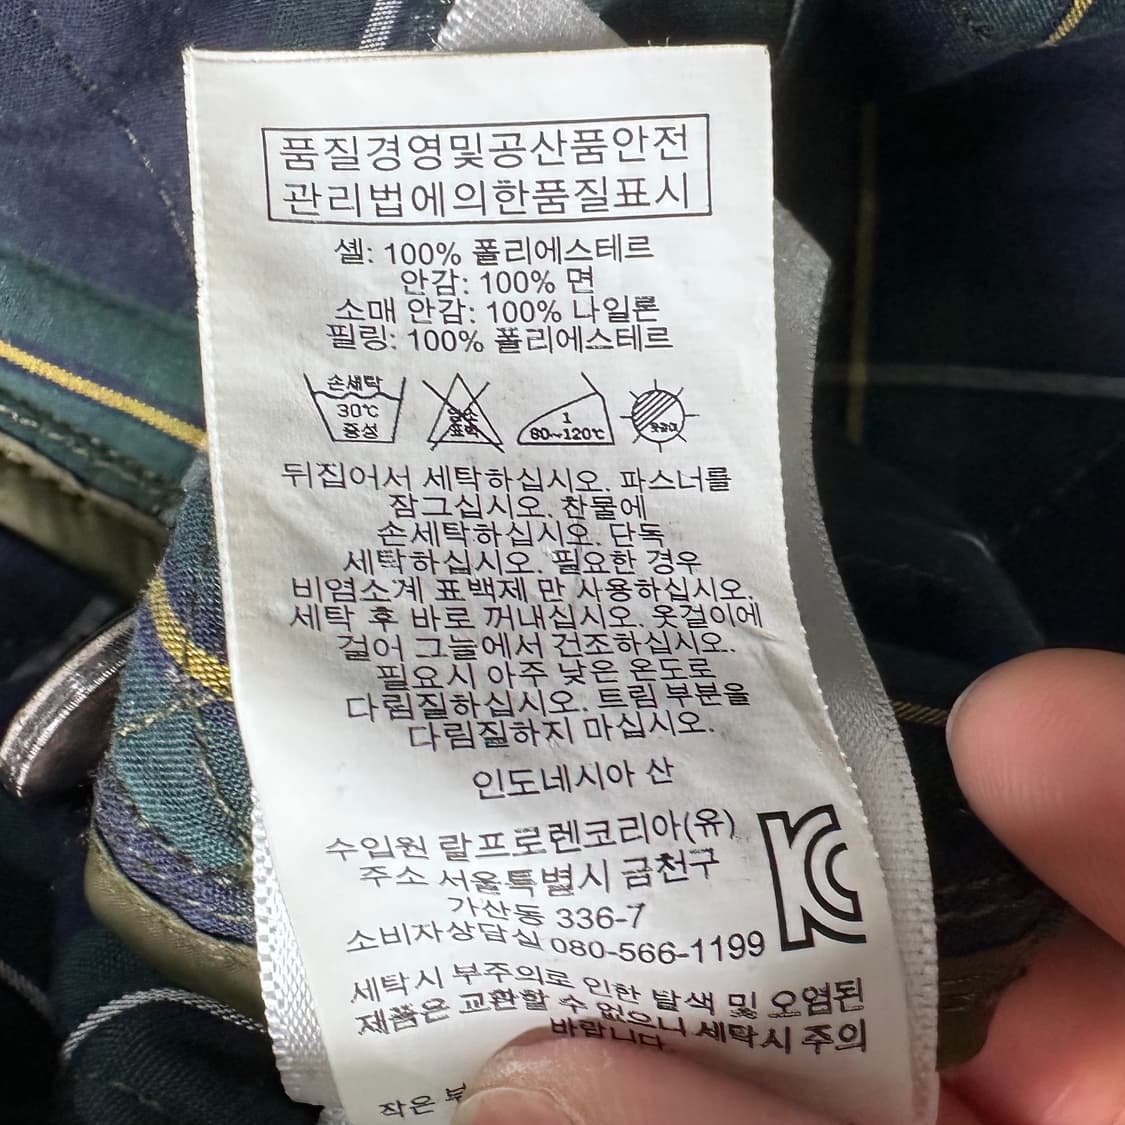 품질경영및공산품안전
관리법에의한품질표시
셸: 100% 폴리에스테르
안감: 100% 면
소매 안감: 100% 나일론
필링: 100% 폴리에스테르
손세탁
30℃
중성
염소
표백
1
80~120℃
옷걸이
뒤집어서 세탁하십시오. 파스너를
잠그십시오. 찬물에
손세탁하십시오. 단독
세탁하십시오. 필요한 경우
비염소계 표백제 만 사용하십시오.
세탁 후 바로 꺼내십시오. 옷걸이에
걸어 그늘에서 건조하십시오.
필요시 아주 낮은 온도로
다림질하십시오. 트림 부분을
다림질하지 마십시오.
인도네시아 산
수입원 랄프로렌코리아(유)
주소 서울특별시 금천구
가산동 336-7
소비자상담실 080-566-1199
KC
세탁시 부주의로 인한 탈색 및 오염된
제품은 교환할 수 없으니 세탁시 주의
바랍니다
작은